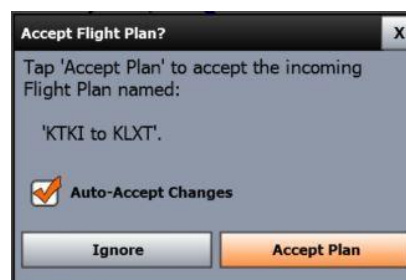 Accept Flight Plan?
X
Tap 'Accept Plan' to accept the incoming
Flight Plan named:
'KTKI to KLXT'.
Auto-Accept Changes
Ignore
Accept Plan